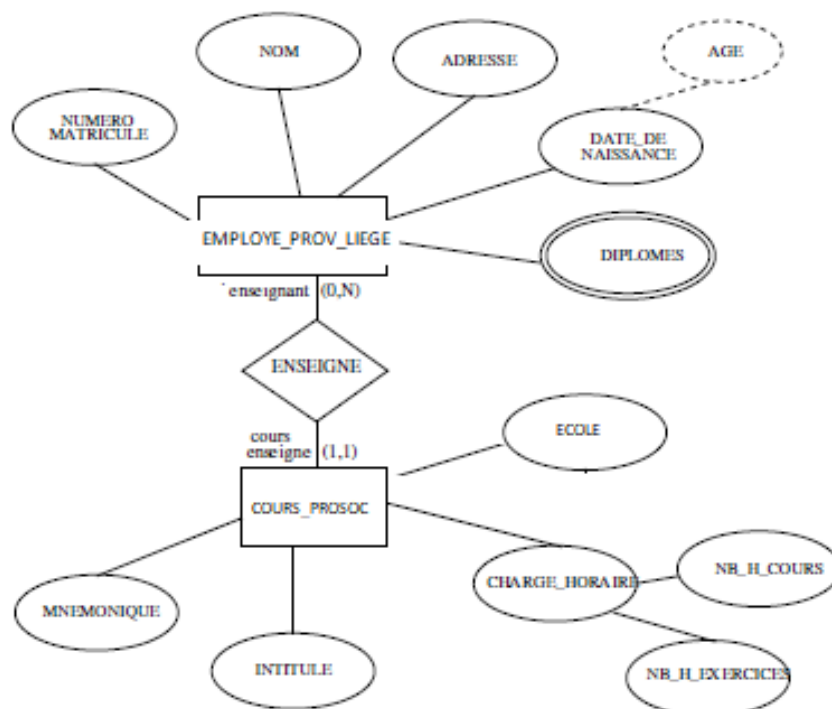 NOM
ADRESSE
AGE
NUMERO
MATRICULE
DATE_DE
NAISSANCE
EMPLOYE_PROV_LIEGE
DIPLOMES
enseignant (0,N)
ENSEIGNE
cours
enseigne (1,1)
ECOLE
COURS_PROSOC
CHARGE_HORAIRE
NB_H_COURS
MNEMONIQUE
INTITULE
NB_H_EXERCICES